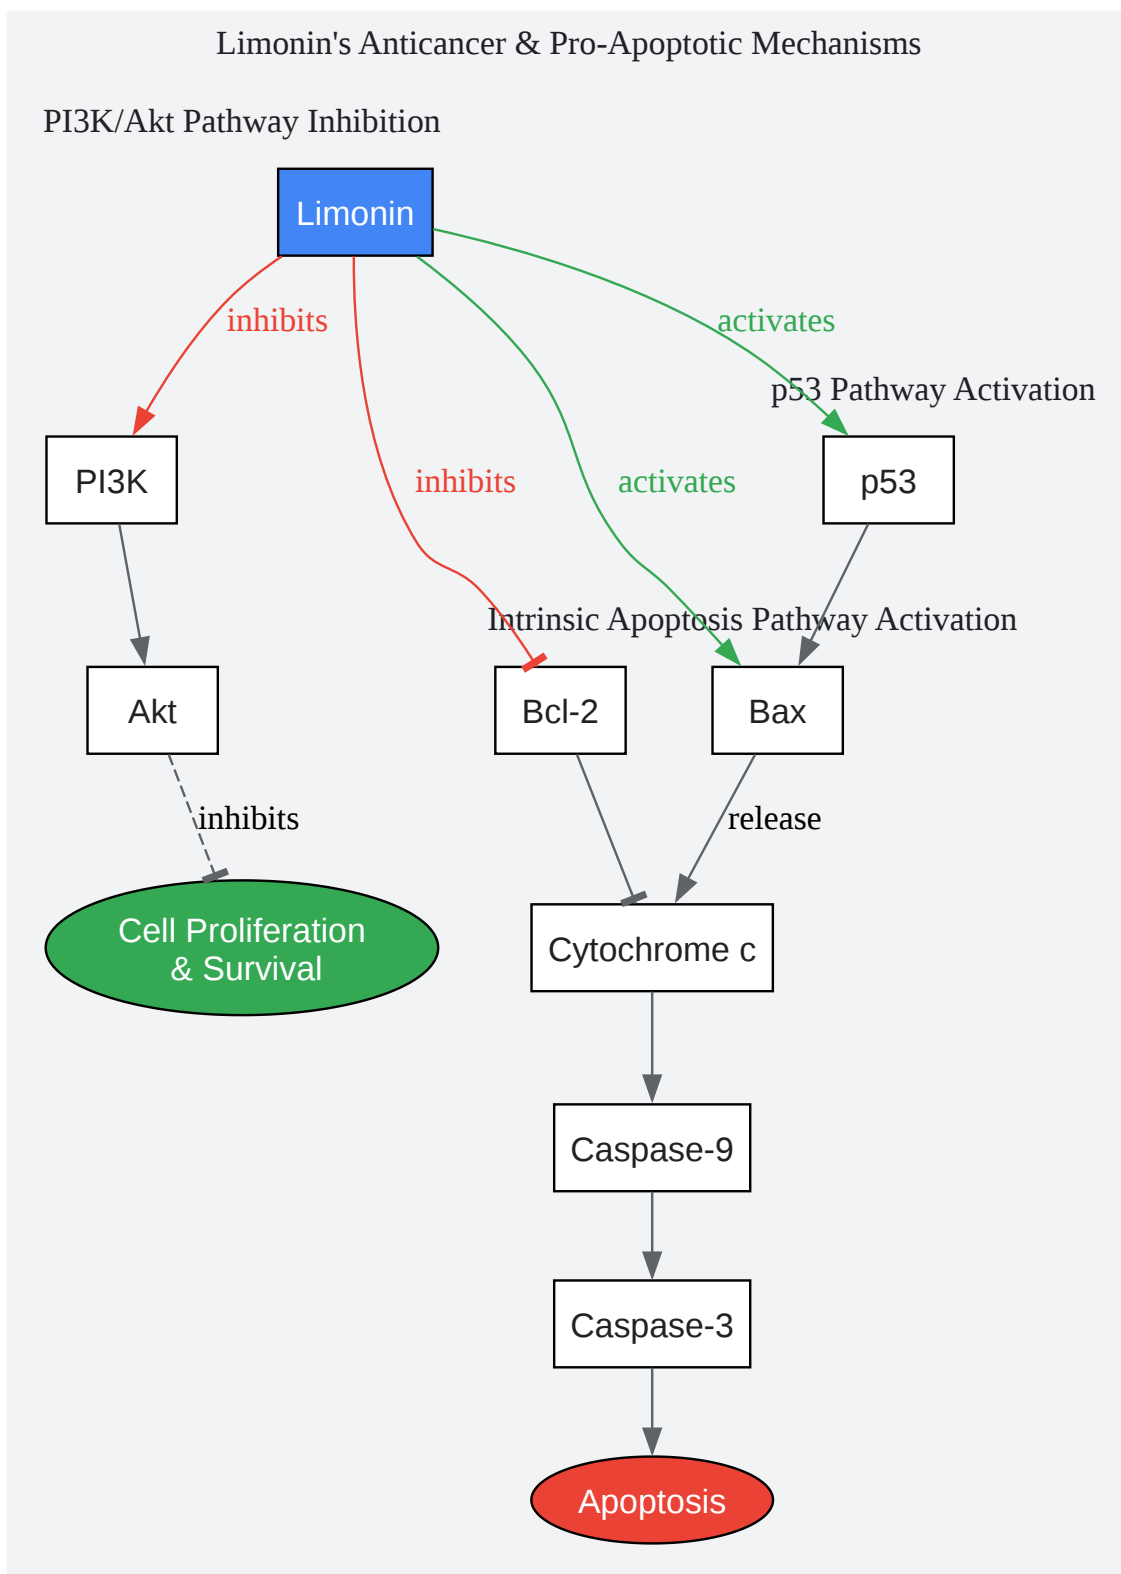 Limonin's Anticancer & Pro-Apoptotic Mechanisms
PI3K/Akt Pathway Inhibition
Limonin
inhibits
activates
p53 Pathway Activation
PI3K
inhibits
activates
p53
Intrinsic Apoptosis Pathway Activation
Akt
Bcl-2
Bax
inhibits
release
Cell Proliferation
& Survival
Cytochrome c
Caspase-9
Caspase-3
Apoptosis